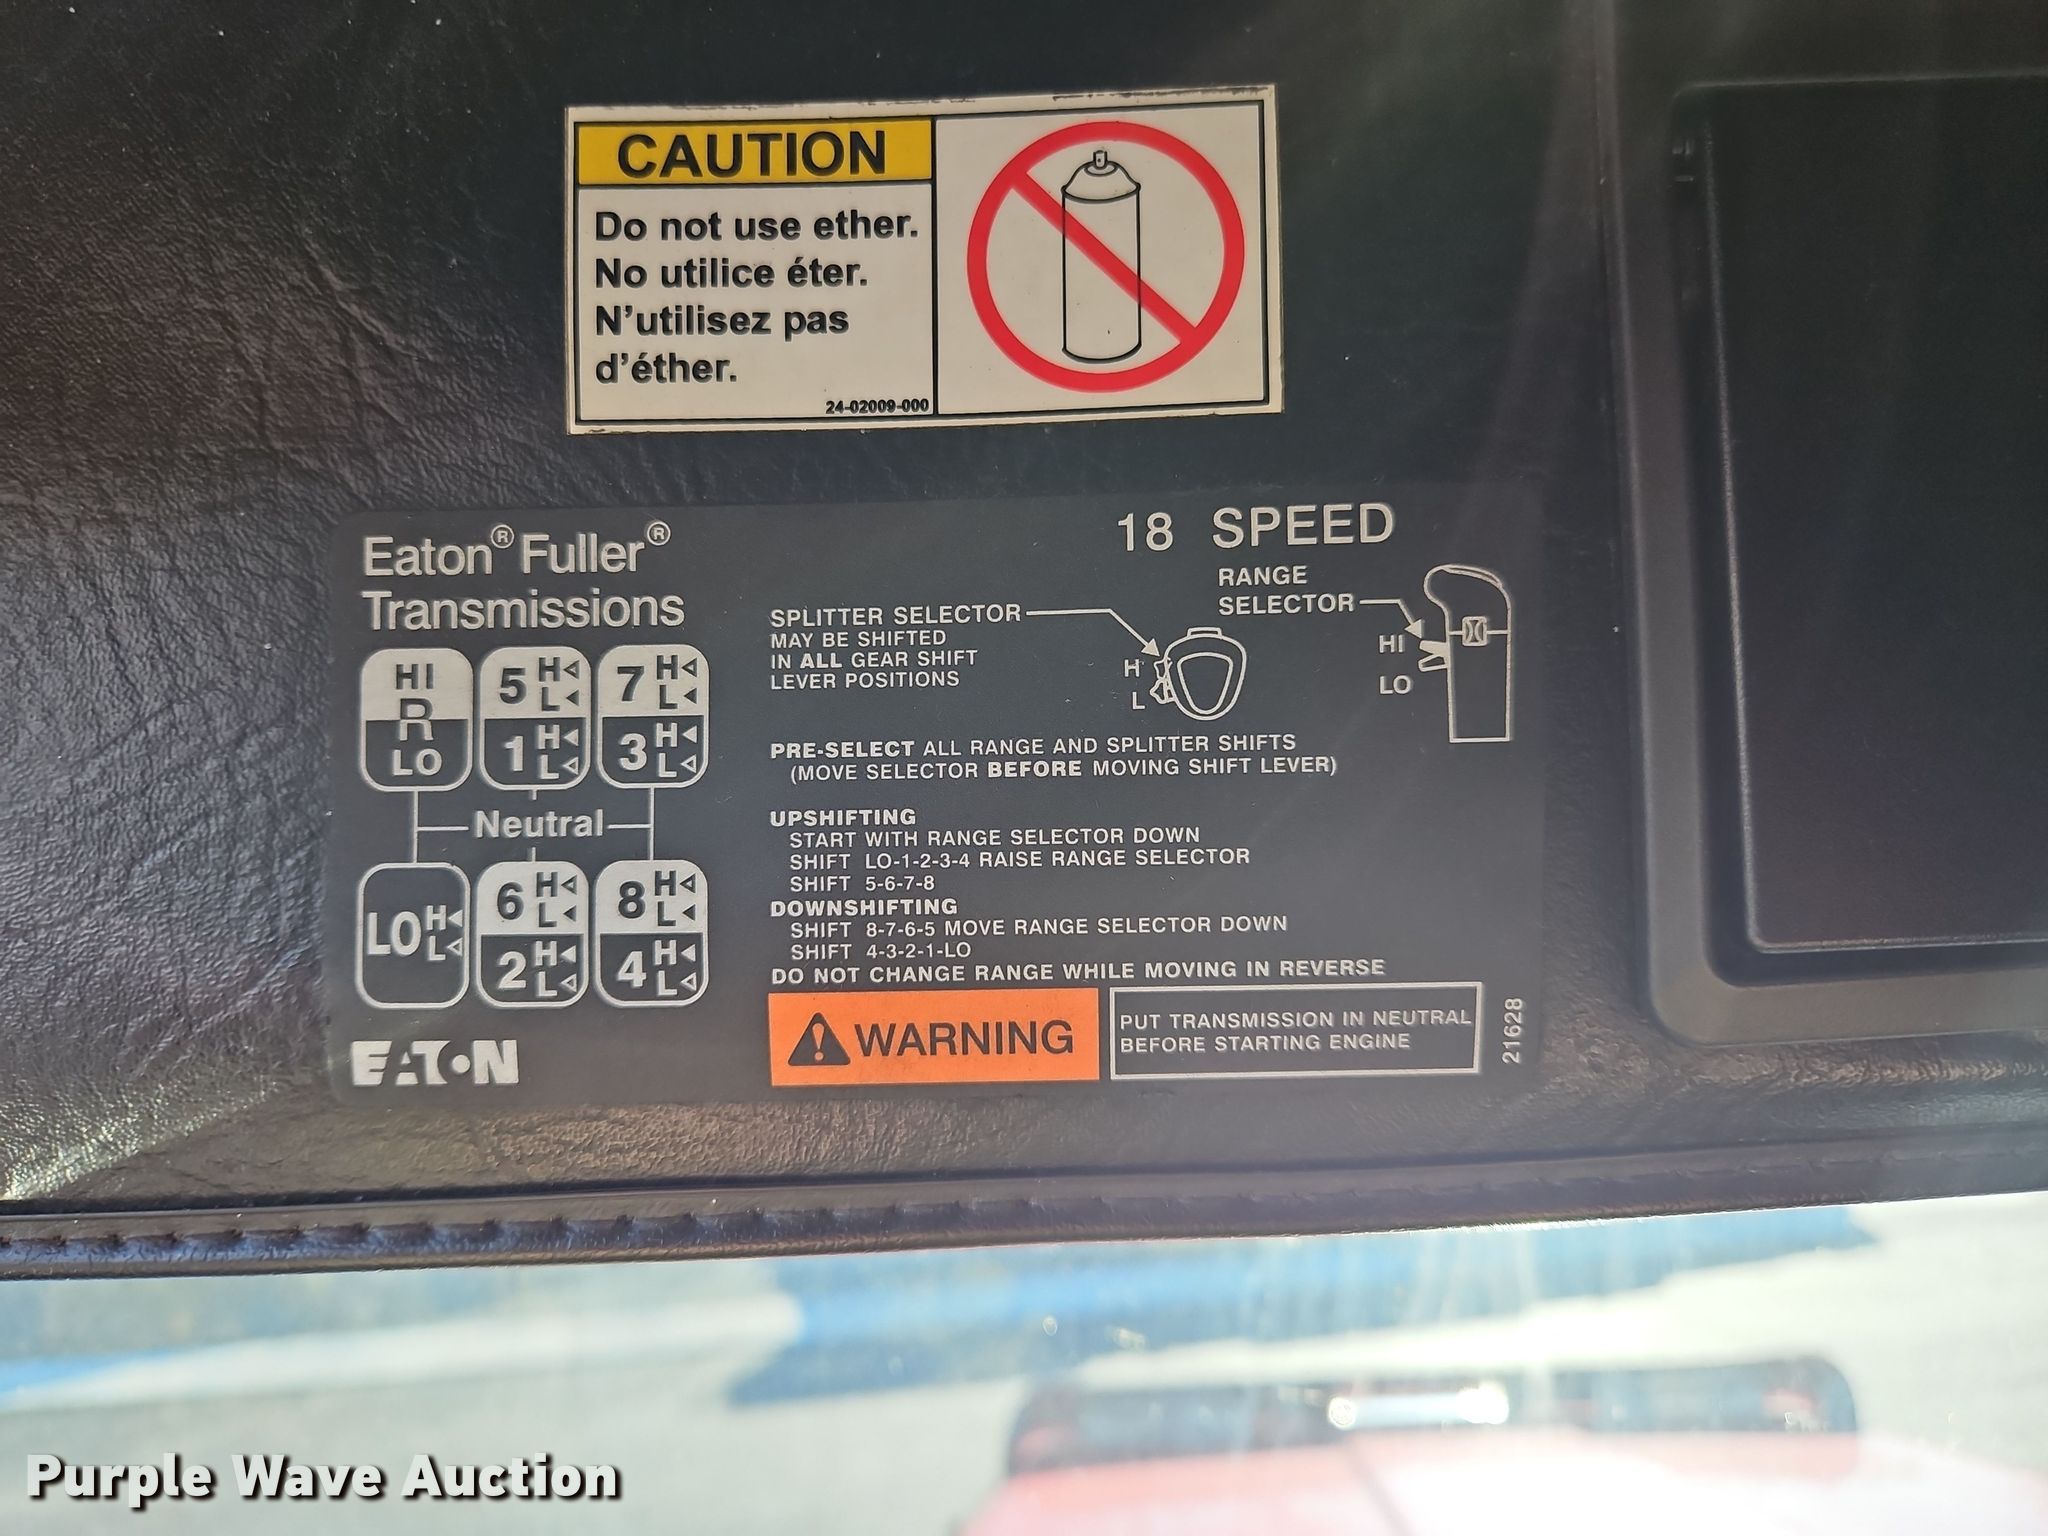 CAUTION
Do not use ether.
No utilice éter.
N'utilisez pas
d'éther.
24-02009-000
Eaton® Fuller®
Transmissions
18 SPEED
RANGE
SELECTOR
HI
LO
SPLITTER SELECTOR
MAY BE SHIFTED
IN ALL GEAR SHIFT
LEVER POSITIONS
H
L
HI
R
LO
5 H L
1 H L
7 H L
3 H L
Neutral
LO H L
6 H L
2 H L
8 H L
4 H L
PRE-SELECT ALL RANGE AND SPLITTER SHIFTS
(MOVE SELECTOR BEFORE MOVING SHIFT LEVER)
UPSHIFTING
START WITH RANGE SELECTOR DOWN
SHIFT LO-1-2-3-4 RAISE RANGE SELECTOR
SHIFT 5-6-7-8
DOWNSHIFTING
SHIFT 8-7-6-5 MOVE RANGE SELECTOR DOWN
SHIFT 4-3-2-1-LO
DO NOT CHANGE RANGE WHILE MOVING IN REVERSE
WARNING
PUT TRANSMISSION IN NEUTRAL
BEFORE STARTING ENGINE
21628
EATON
Purple Wave Auction